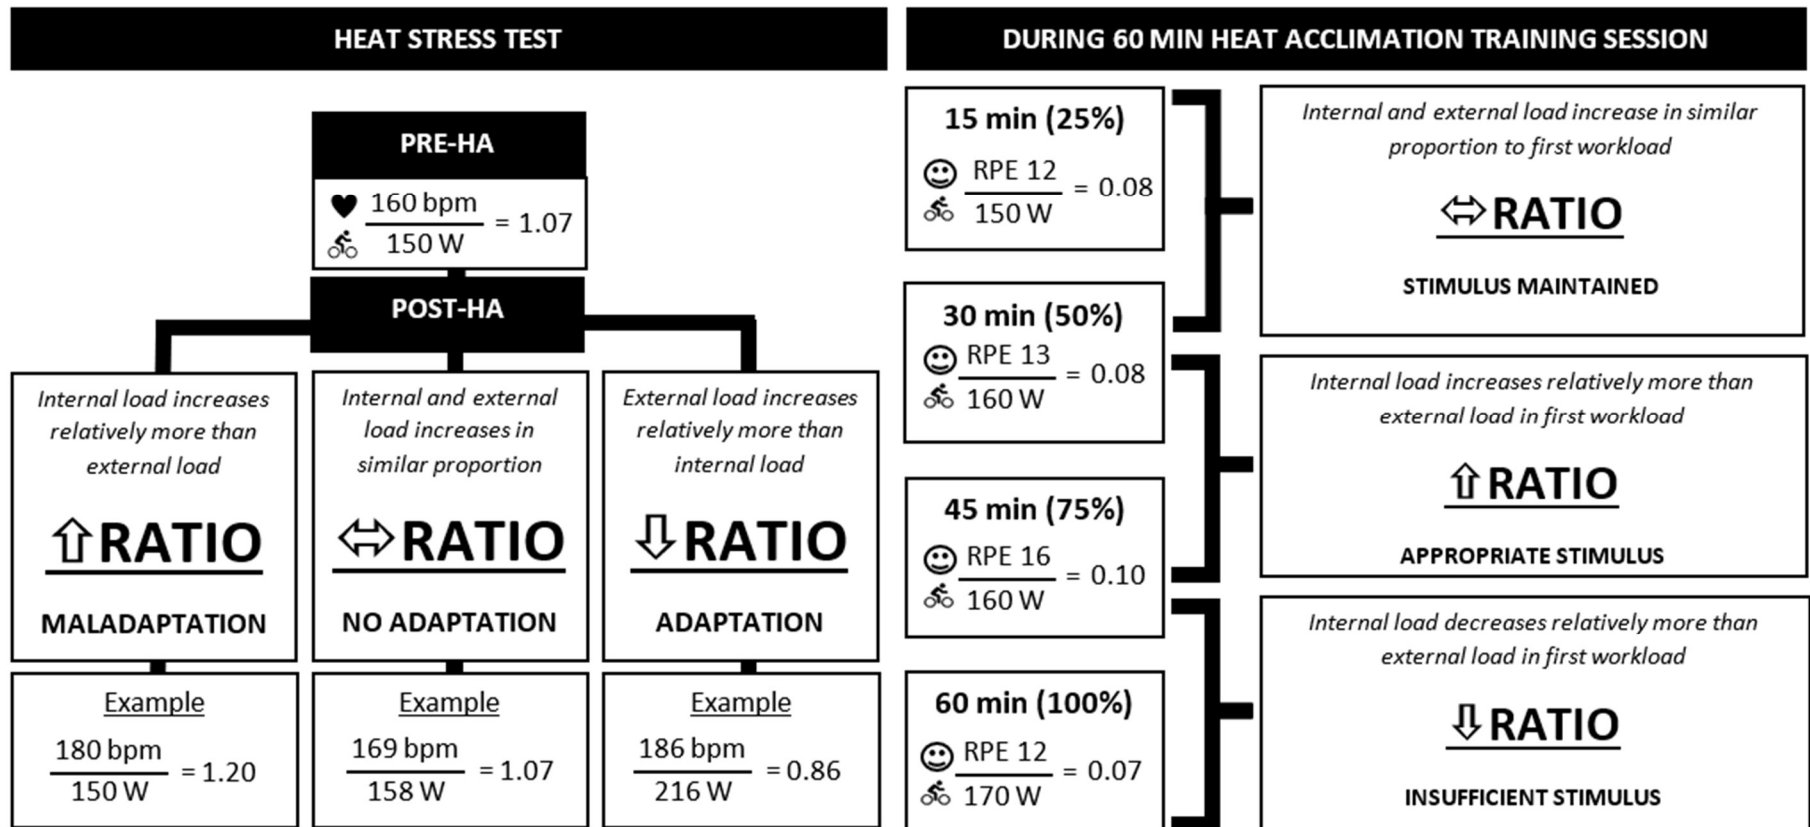 HEAT STRESS TEST
PRE-HA
160 bpm
150 W
= 1.07
POST-HA
Internal load increases
relatively more than
external load
⇧RATIO
MALADAPTATION
Example
180 bpm
150 W
= 1.20
Internal and external
load increases in
similar proportion
⇔RATIO
NO ADAPTATION
Example
169 bpm
158 W
= 1.07
External load increases
relatively more than
internal load
⇩RATIO
ADAPTATION
Example
186 bpm
216 W
= 0.86
DURING 60 MIN HEAT ACCLIMATION TRAINING SESSION
15 min (25%)
RPE 12
150 W
= 0.08
30 min (50%)
RPE 13
160 W
= 0.08
45 min (75%)
RPE 16
160 W
= 0.10
60 min (100%)
RPE 12
170 W
= 0.07
Internal and external load increase in similar
proportion to first workload
⇔RATIO
STIMULUS MAINTAINED
Internal load increases relatively more than
external load in first workload
⇧RATIO
APPROPRIATE STIMULUS
Internal load decreases relatively more than
external load in first workload
⇩RATIO
INSUFFICIENT STIMULUS